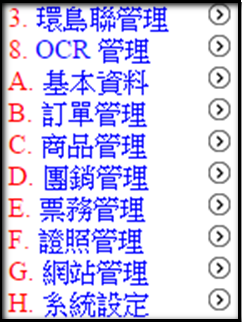 3. 環島聯管理
8. OCR 管理
A. 基本資料
B. 訂單管理
C. 商品管理
D. 團銷管理
E. 票務管理
F. 證照管理
G. 網站管理
H. 系統設定